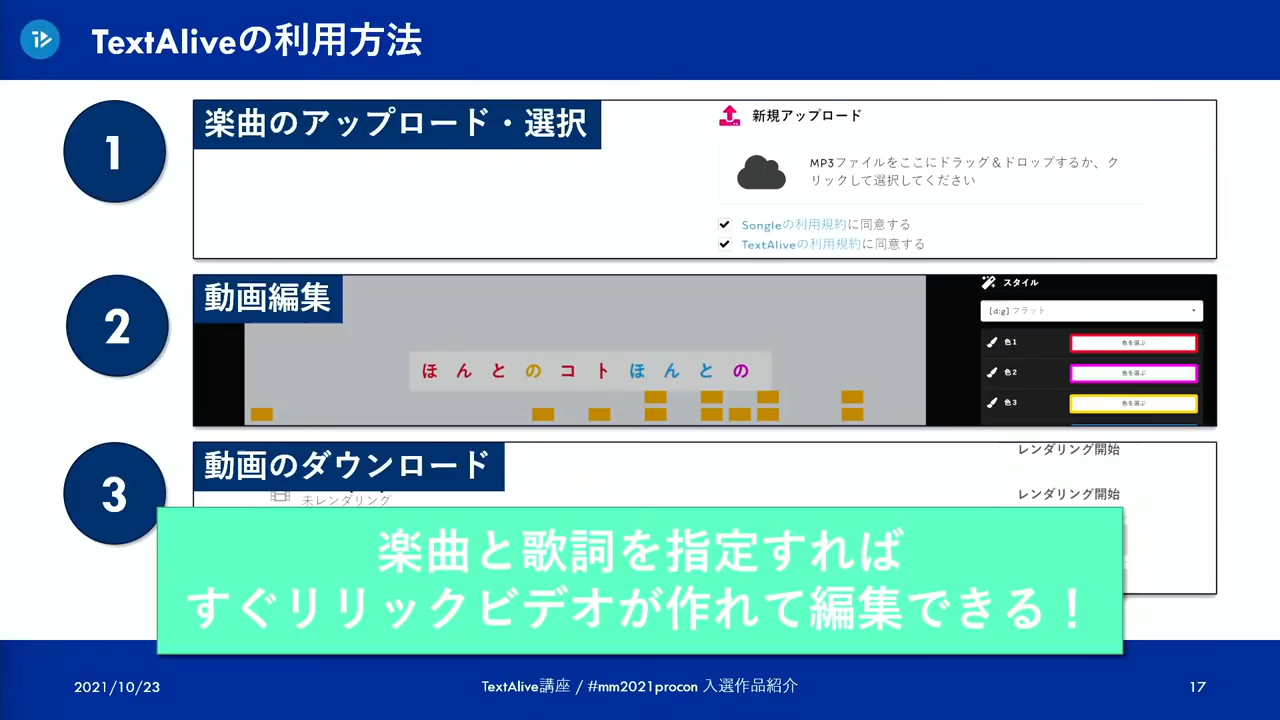 TextAliveの利用方法
1
楽曲のアップロード・選択
新規アップロード
MP3ファイルをここにドラッグ＆ドロップするか、ク
リックして選択してください
Songleの利用規約に同意する
TextAliveの利用規約に同意する
2
動画編集
ほんとのコトほんとの
スタイル
[d:g] フラット
色1
色を選ぶ
色2
色を選ぶ
色3
色を選ぶ
3
動画のダウンロード
未レンダリング
レンダリング開始
レンダリング開始
楽曲と歌詞を指定すれば
すぐリリックビデオが作れて編集できる！
2021/10/23
TextAlive講座 / #mm2021procon 入選作品紹介
17